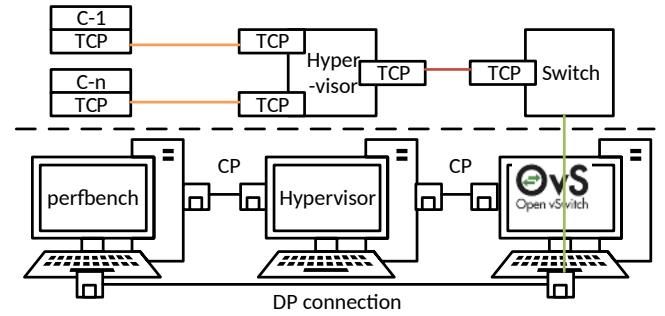 C-1
TCP
TCP
C-n
TCP
TCP
Hyper
-visor
TCP
TCP
Switch
CP
CP
perfbench
Hypervisor
OvS
Open vSwitch
DP connection